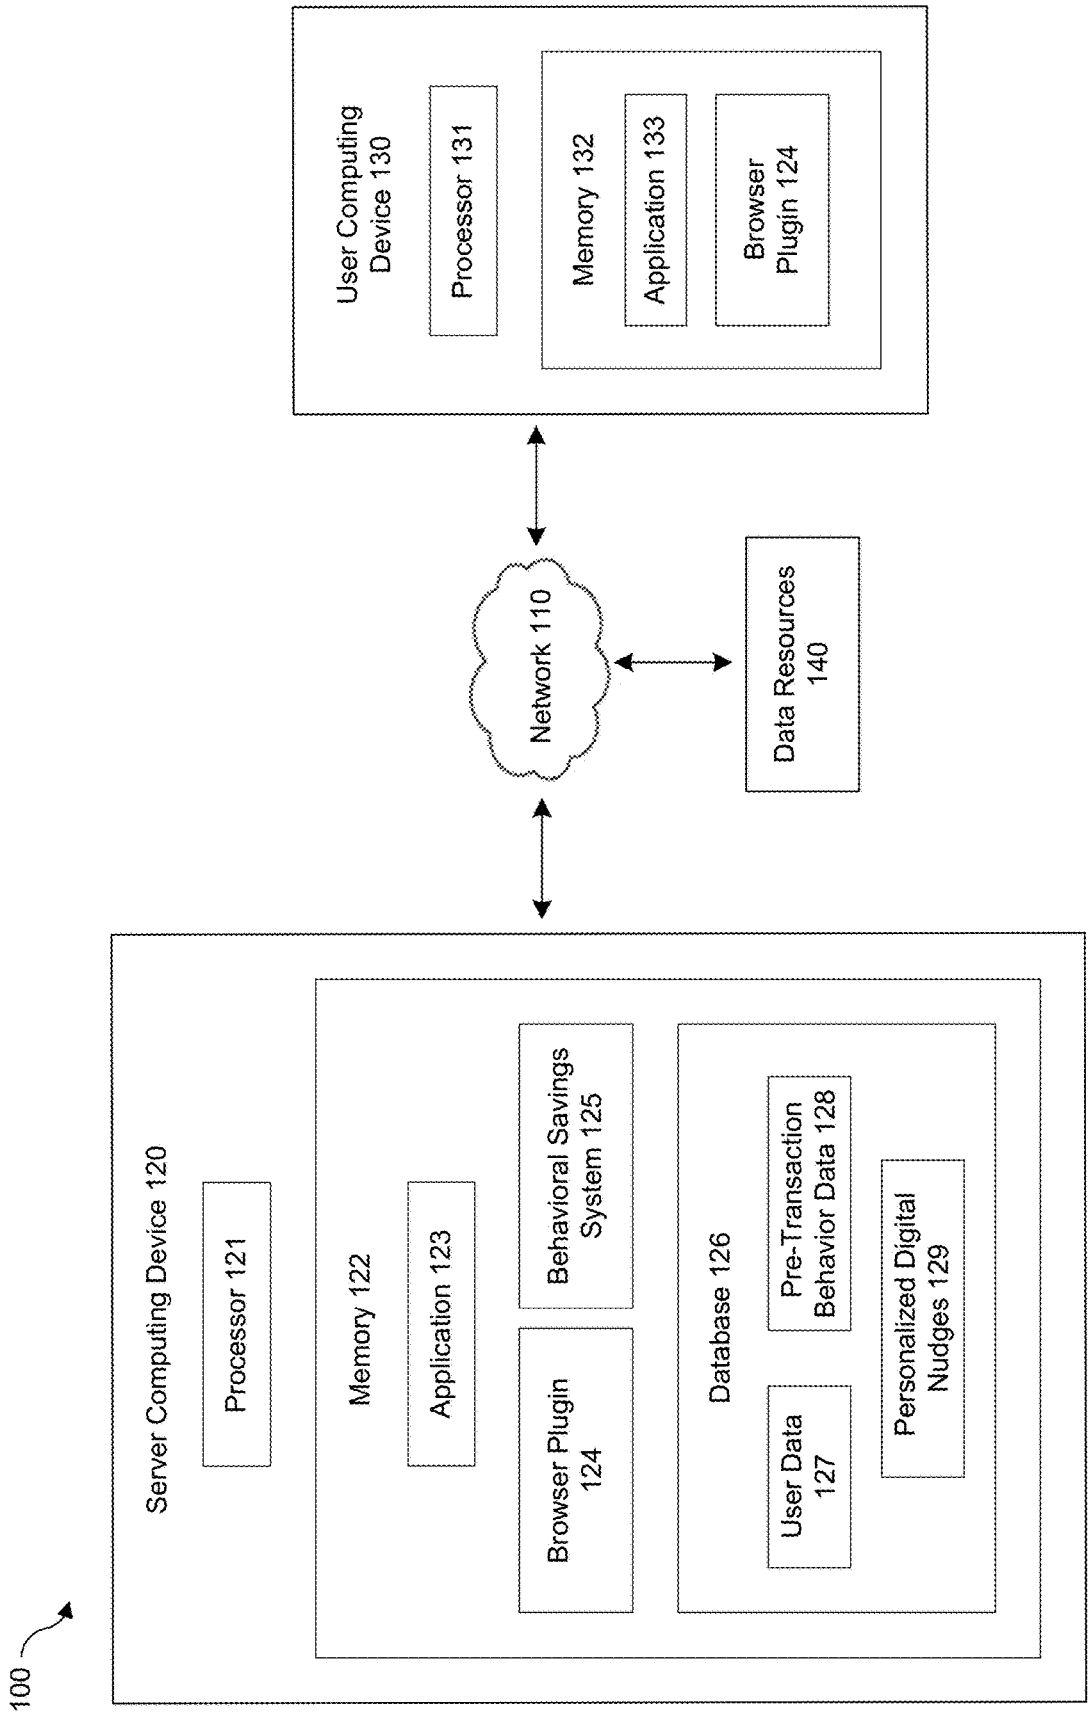 100
Server Computing Device 120
Processor 121
Memory 122
Application 123
Browser Plugin
124
Behavioral Savings
System 125
Database 126
User Data
127
Pre-Transaction
Behavior Data 128
Personalized Digital
Nudges 129
Network 110
Data Resources
140
User Computing
Device 130
Processor 131
Memory 132
Application 133
Browser
Plugin 124